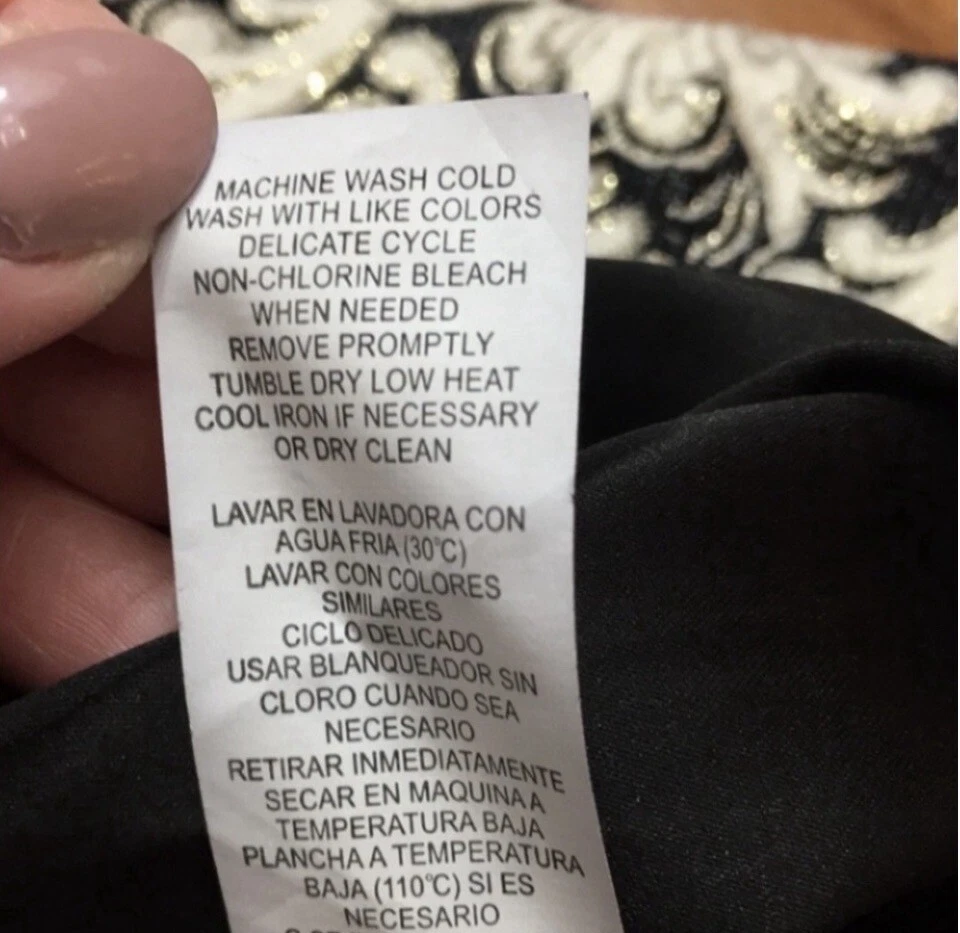 MACHINE WASH COLD
WASH WITH LIKE COLORS
DELICATE CYCLE
NON-CHLORINE BLEACH
WHEN NEEDED
REMOVE PROMPTLY
TUMBLE DRY LOW HEAT
COOL IRON IF NECESSARY
OR DRY CLEAN
LAVAR EN LAVADORA CON
AGUA FRIA (30°C)
LAVAR CON COLORES
SIMILARES
CICLO DELICADO
USAR BLANQUEADOR SIN
CLORO CUANDO SEA
NECESARIO
RETIRAR INMEDIATAMENTE
SECAR EN MAQUINA A
TEMPERATURA BAJA
PLANCHA A TEMPERATURA
BAJA (110°C) SI ES
NECESARIO